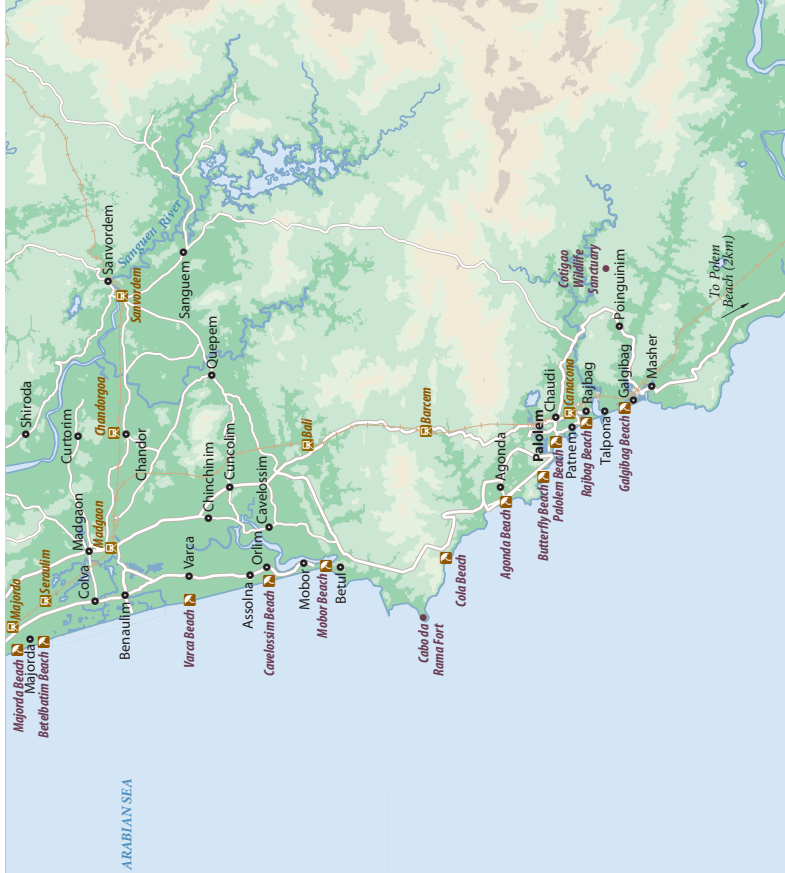 Shiroda
Sanvordem
Sanguen River
Sanvordem
Sanguem
Chandorgoa
Curtorim
Chandor
Quepem
Majorda
Seraulim
Madgaon
Madgaon
Colva
Majorda Beach
Majorda
Betelbatim Beach
Benaulim
Chinchinim
Cuncolim
Varca
Varca Beach
Orlim
Cavelossim
Assolna
Cavelossim Beach
Mobor
Mobor Beach
Betul
Bali
Barcem
Cabo da
Rama Fort
Cola Beach
Agonda
Agonda Beach
Butterfly Beach
Palolem
Palolem Beach
Chaudi
Canacona
Patnem
Rajbag
Rajbag Beach
Talpona
Galgibag
Galgibag Beach
Masher
Poinguinim
Cotigao
Wildlife
Sanctuary
To Polem
Beach (2km)
ARABIAN SEA